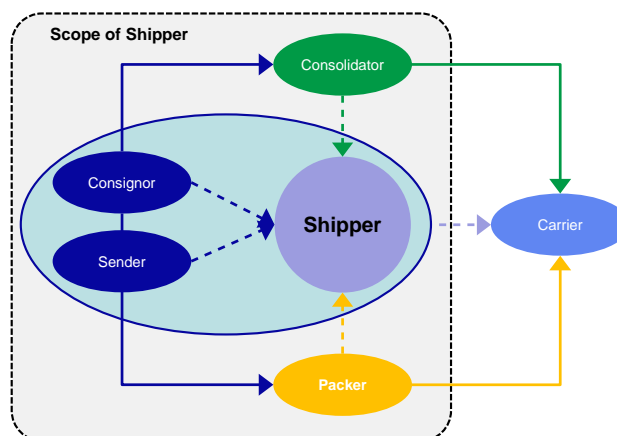 Scope of Shipper
Consolidator
Consignor
Shipper
Carrier
Sender
Packer